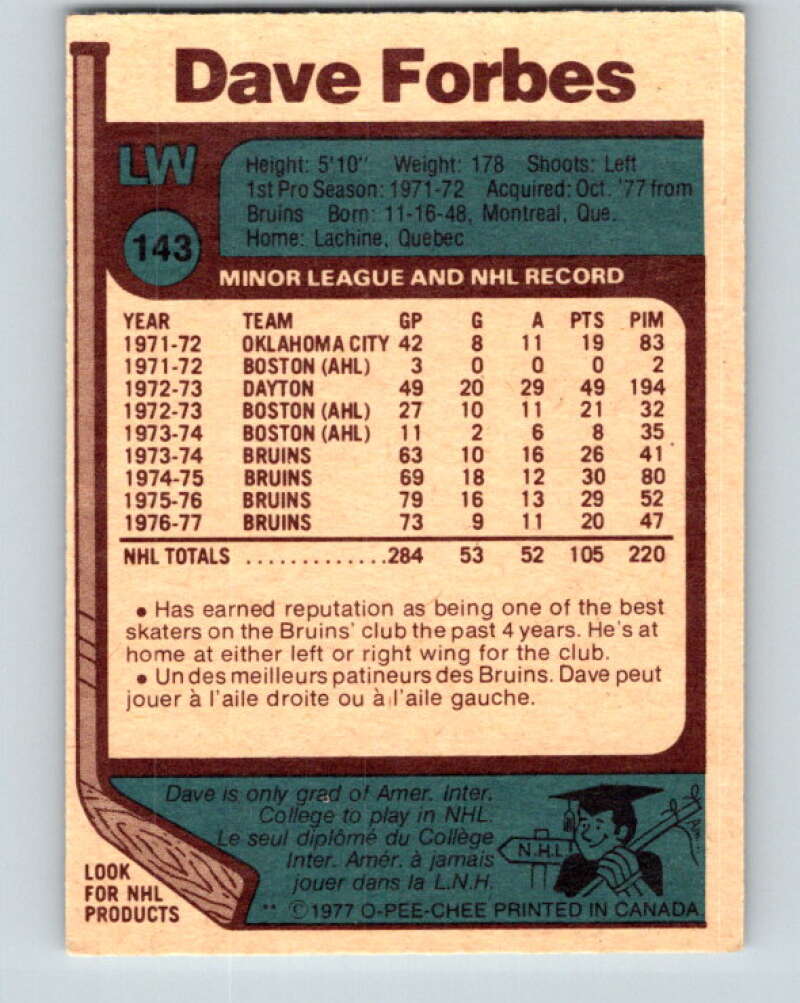 Dave Forbes
LW
143
Height: 5'10" Weight: 178 Shoots: Left
1st Pro Season: 1971-72 Acquired: Oct. '77 from
Bruins Born: 11-16-48, Montreal, Que.
Home: Lachine, Quebec
MINOR LEAGUE AND NHL RECORD
YEAR TEAM GP G A PTS PIM
1971-72 OKLAHOMA CITY 42 8 11 19 83
1971-72 BOSTON (AHL) 3 0 0 0 2
1972-73 DAYTON 49 20 29 49 194
1972-73 BOSTON (AHL) 27 10 11 21 32
1973-74 BOSTON (AHL) 11 2 6 8 35
1973-74 BRUINS 63 10 16 26 41
1974-75 BRUINS 69 18 12 30 80
1975-76 BRUINS 79 16 13 29 52
1976-77 BRUINS 73 9 11 20 47
NHL TOTALS ..............284 53 52 105 220
• Has earned reputation as being one of the best
skaters on the Bruins' club the past 4 years. He's at
home at either left or right wing for the club.
• Un des meilleurs patineurs des Bruins. Dave peut
jouer à l'aile droite ou à l'aile gauche.
Dave is only grad of Amer. Inter.
College to play in NHL.
Le seul diplômé du Collège
Inter. Amér. à jamais
jouer dans la L.N.H.
N.H.L.
LOOK
FOR NHL
PRODUCTS
** ©1977 O-PEE-CHEE PRINTED IN CANADA